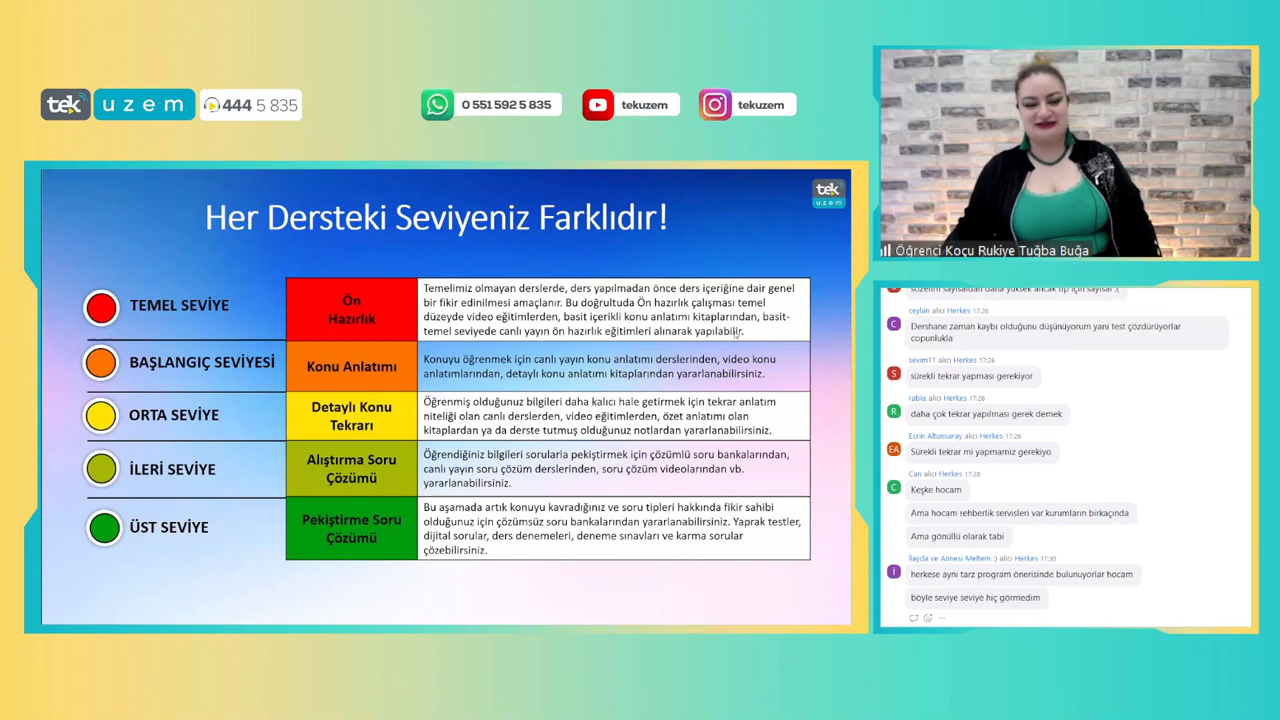 tek uzem 444 5 835
0 551 592 5 835
tekuzem
tekuzem
tek
uzem
Her Dersteki Seviyeniz Farklıdır!
TEMEL SEVİYE
Ön
Hazırlık
Temelimiz olmayan derslerde, ders yapılmadan önce ders içeriğine dair genel
bir fikir edinilmesi amaçlanır. Bu doğrultuda Ön hazırlık çalışması temel
düzeyde video eğitimlerden, basit içerikli konu anlatımı kitaplarından, basit-
temel seviyede canlı yayın ön hazırlık eğitimleri alınarak yapılabilir.
BAŞLANGIÇ SEVİYESİ
Konu Anlatımı
Konuyu öğrenmek için canlı yayın konu anlatımı derslerinden, video konu
anlatımlarından, detaylı konu anlatımı kitaplarından yararlanabilirsiniz.
ORTA SEVİYE
Detaylı Konu
Tekrarı
Öğrenmiş olduğunuz bilgileri daha kalıcı hale getirmek için tekrar anlatım
niteliği olan canlı derslerden, video eğitimlerden, özet anlatımı olan
kitaplardan ya da derste tutmuş olduğunuz notlardan yararlanabilirsiniz.
İLERİ SEVİYE
Alıştırma Soru
Çözümü
Öğrendiğiniz bilgileri sorularla pekiştirmek için çözümlü soru bankalarından,
canlı yayın soru çözüm derslerinden, soru çözüm videolarından vb.
yararlanabilirsiniz.
ÜST SEVİYE
Pekiştirme Soru
Çözümü
Bu aşamada artık konuyu kavradığınız ve soru tipleri hakkında fikir sahibi
olduğunuz için çözümsüz soru bankalarından yararlanabilirsiniz. Yaprak testler,
dijital sorular, ders denemeleri, deneme sınavları ve karma sorular
çözebilirsiniz.
Öğrenci Koçu Rukiye Tuğba Buğa
sözelim sayısaldan daha yüksek ancak tıp için sayısal :(
ceylan alıcı Herkes 17:26
C
Dershane zaman kaybı olduğunu düşünüyorum yani test çözdürüyorlar
copunlukla
sevim11 alıcı Herkes 17:26
S
sürekli tekrar yapması gerekiyor
rabia alıcı Herkes 17:26
R
daha çok tekrar yapılması gerek demek
Ecrin Altunsaray alıcı Herkes 17:26
EA
Sürekli tekrar mi yapmamız gerekiyo
Can alıcı Herkes 17:28
C
Keşke hocam
Ama hocam rehberlik servisleri var kurumların birkaçında
Ama gönüllü olarak tabi
İlayda ve Annesi Meltem :) alıcı Herkes 17:30
İ
herkese aynı tarz program önerisinde bulunuyorlar hocam
böyle seviye seviye hiç görmedim